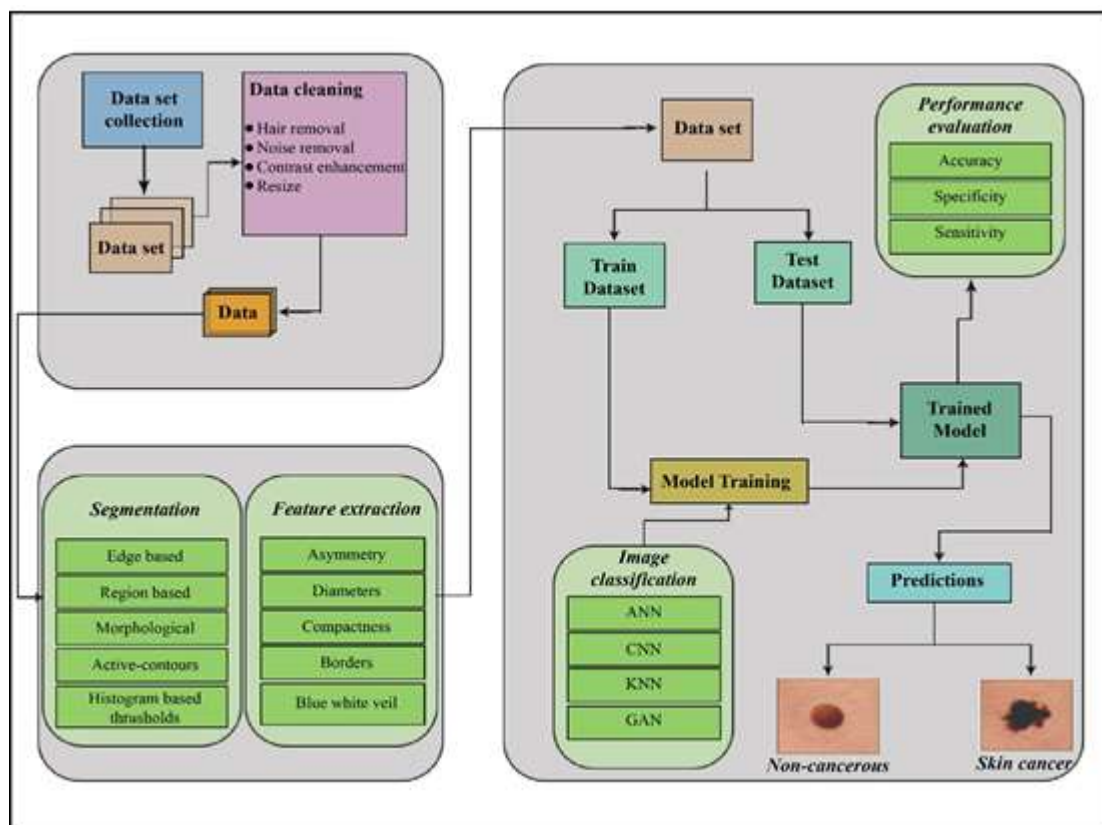 Data set
collection
Data set
Data cleaning
● Hair removal
● Noise removal
● Contrast enhancement
● Resize
Data
Segmentation
Edge based
Region based
Morphological
Active-contours
Histogram based
thrusholds
Feature extraction
Asymmetry
Diameters
Compactness
Borders
Blue white veil
Data set
Train
Dataset
Test
Dataset
Performance
evaluation
Accuracy
Specificity
Sensitivity
Trained
Model
Model Training
Image
classification
ANN
CNN
KNN
GAN
Predictions
Non-cancerous
Skin cancer